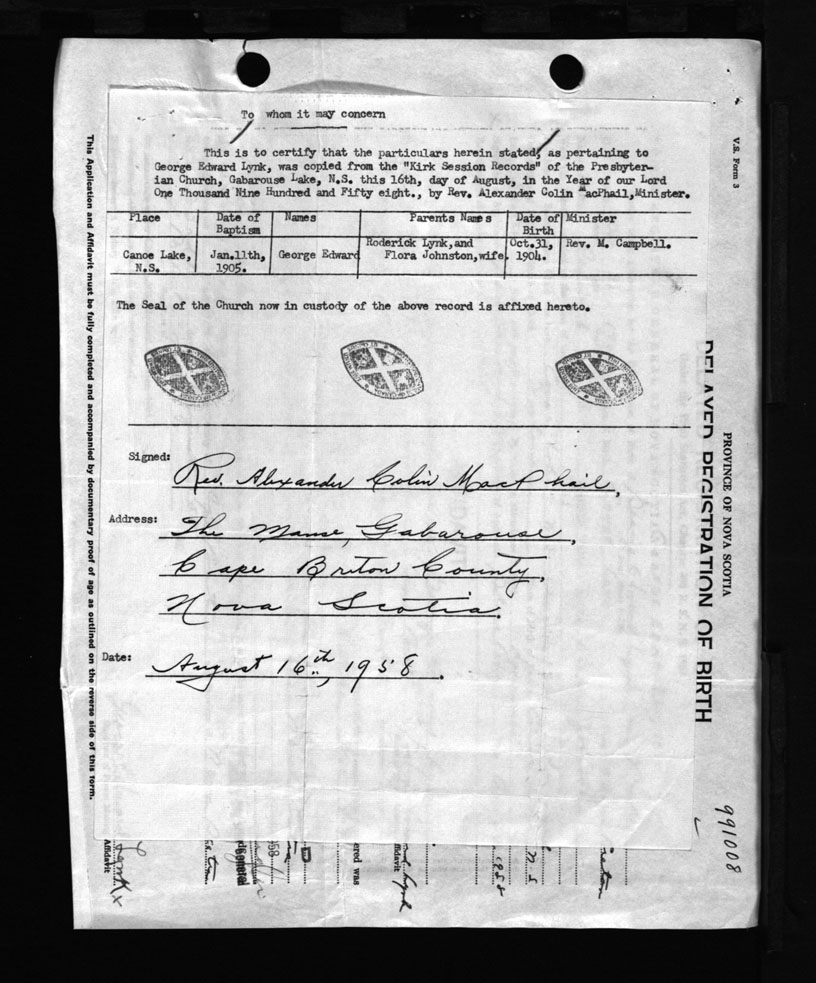 To whom it may concern
This is to certify that the particulars herein stated, as pertaining to
George Edward Lynk, was copied from the "Kirk Session Records" of the Presbyter-
ian Church, Gabarouse Lake, N.S. this 16th, day of August, in the Year of our Lord
One Thousand Nine Hundred and Fifty eight., by Rev. Alexander Colin MacPhail,Minister.
Place Date of Baptism Names Parents Names Date of Birth Minister
Canoe Lake, N.S. Jan.11th, 1905. George Edward Roderick Lynk,and Flora Johnston,wife. Oct.31, 1904. Rev. M. Campbell.
The Seal of the Church now in custody of the above record is affixed hereto.
Signed: Rev. Alexander Colin MacPhail,
Address: The Manse, Gabarouse,
Cape Breton County,
Nova Scotia.
Date: August 16th, 1958.
This Application and Affidavit must be fully completed and accompanied by documentary proof of age as outlined on the reverse side of this form.
V.S. Form 3
PROVINCE OF NOVA SCOTIA
DELAYED REGISTRATION OF BIRTH
991008
Affidavit
General
ered was
N.S.
1958